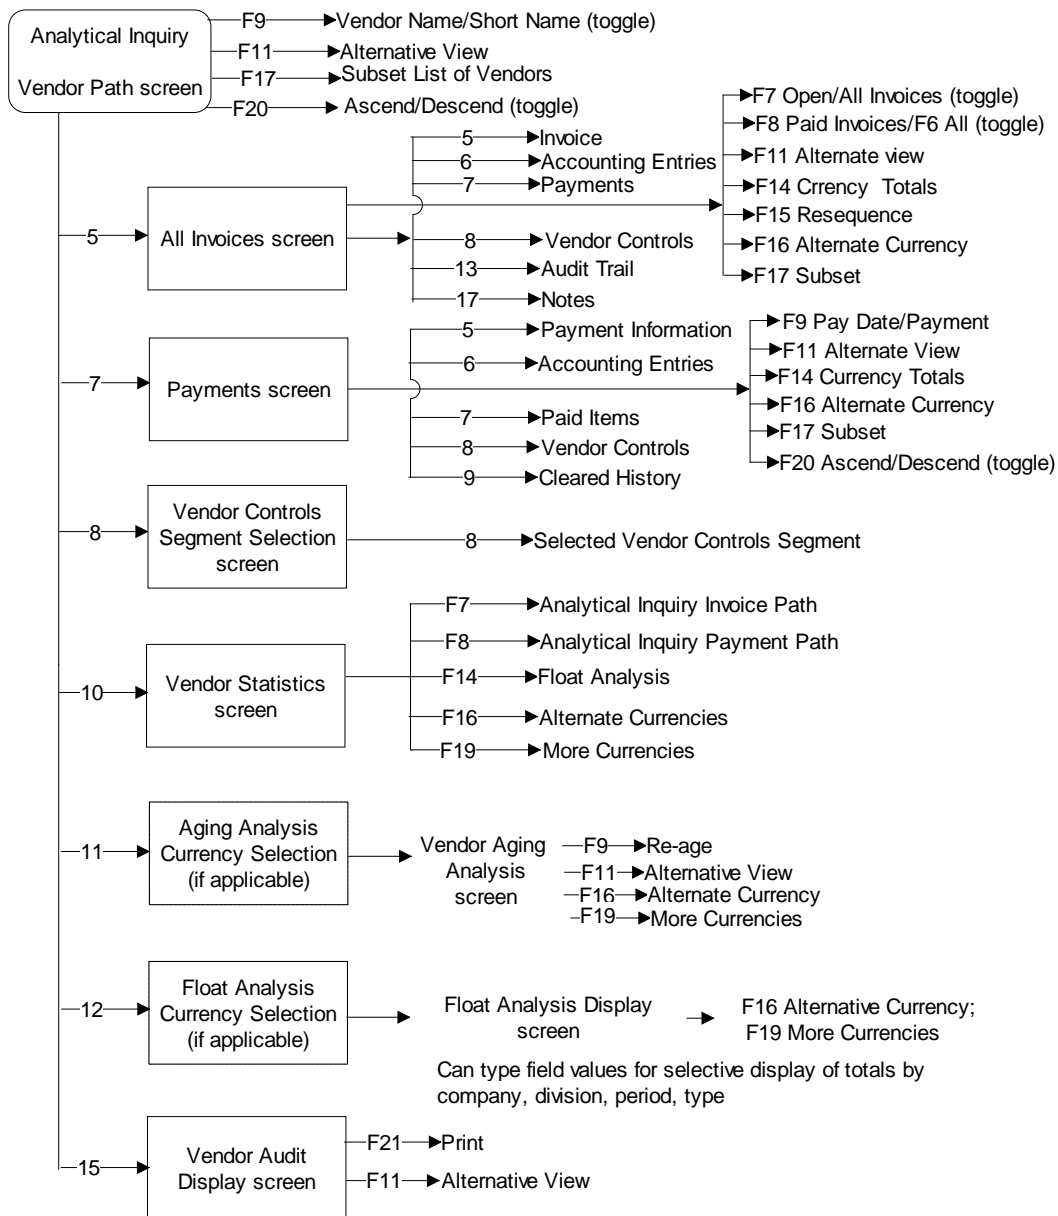 Analytical Inquiry
Vendor Path screen
F9 Vendor Name/Short Name (toggle)
F11 Alternative View
F17 Subset List of Vendors
F20 Ascend/Descend (toggle)
5
All Invoices screen
5 Invoice
6 Accounting Entries
7 Payments
8 Vendor Controls
13 Audit Trail
17 Notes
F7 Open/All Invoices (toggle)
F8 Paid Invoices/F6 All (toggle)
F11 Alternate view
F14 Crrency Totals
F15 Resequence
F16 Alternate Currency
F17 Subset
7
Payments screen
5 Payment Information
6 Accounting Entries
7 Paid Items
8 Vendor Controls
9 Cleared History
F9 Pay Date/Payment
F11 Alternate View
F14 Currency Totals
F16 Alternate Currency
F17 Subset
F20 Ascend/Descend (toggle)
8
Vendor Controls
Segment Selection
screen
8 Selected Vendor Controls Segment
10
Vendor Statistics
screen
F7 Analytical Inquiry Invoice Path
F8 Analytical Inquiry Payment Path
F14 Float Analysis
F16 Alternate Currencies
F19 More Currencies
11
Aging Analysis
Currency Selection
(if applicable)
Vendor Aging
Analysis
screen
F9 Re-age
F11 Alternative View
F16 Alternate Currency
F19 More Currencies
12
Float Analysis
Currency Selection
(if applicable)
Float Analysis Display
screen
F16 Alternative Currency;
F19 More Currencies
Can type field values for selective display of totals by
company, division, period, type
15
Vendor Audit
Display screen
F21 Print
F11 Alternative View